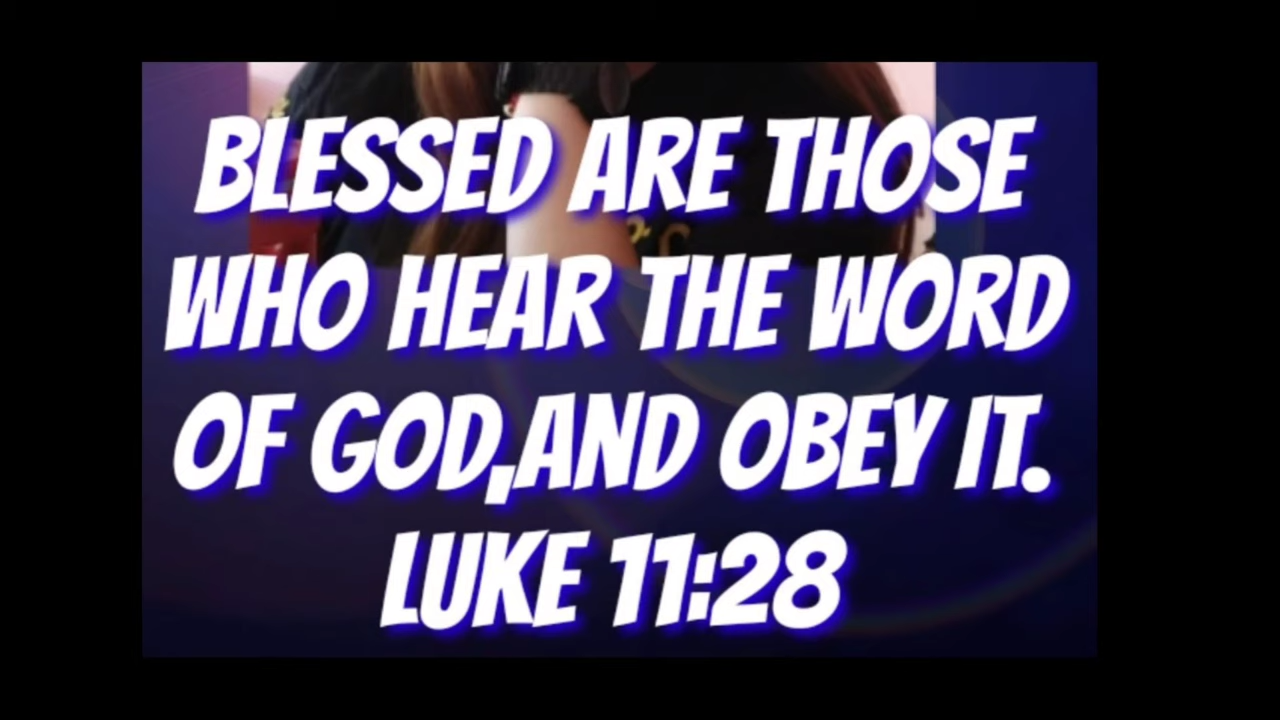 BLESSED ARE THOSE
WHO HEAR THE WORD
OF GOD,AND OBEY IT.
LUKE 11:28